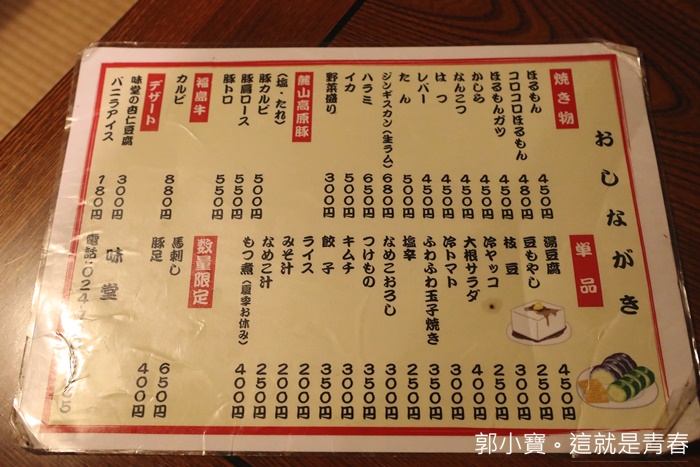 おしながき
焼き物
ほるもん 450円
コロコロほるもん 480円
ほるもんガツ 450円
かしら 450円
なんこつ 450円
はつ 450円
レバー 450円
たん 500円
ジンギスカン(生ラム) 680円
ハラミ 650円
イカ 500円
野菜盛り 300円
麓山高原豚
(塩・たれ)
豚カルビ 500円
豚肩ロース 550円
豚トロ 550円
福島牛
カルビ 880円
デザート
味堂の杏仁豆腐 300円
バニラアイス 180円
単品
湯豆腐 450円
豆もやし 250円
枝豆 300円
冷ヤッコ 250円
大根サラダ 400円
冷トマト 300円
ふわふわ玉子焼き 350円
塩辛 300円
なめこおろし 250円
つけもの 350円
キムチ 300円
餃子 350円
ライス 200円
みそ汁 200円
なめこ汁 250円
もつ煮(夏季お休み) 400円
数量限定
馬刺し 650円
豚足 400円
味堂
電話:024
郭小寶。這就是青春